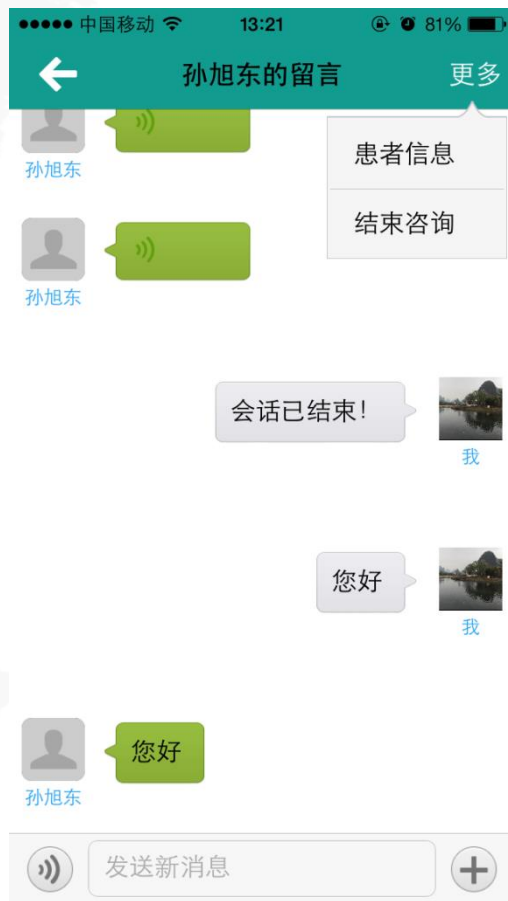 中国移动 13:21 81%
孙旭东的留言 更多
患者信息
孙旭东
结束咨询
孙旭东
会话已结束！
我
您好
我
您好
孙旭东
发送新消息